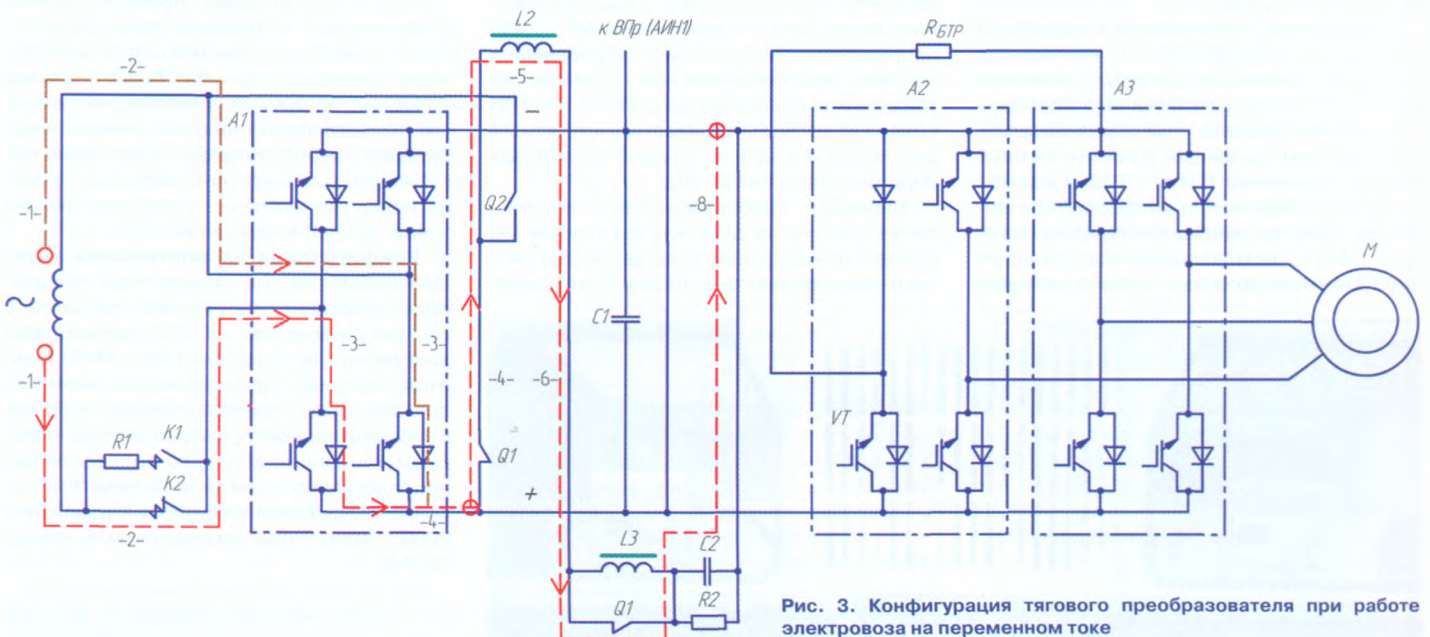 L2
к ВПр (АИН1)
RБТР
-2-
-5-
A1
A2
A3
-1-
Q2
-8-
M
~
C1
-3-
-3-
-4-
-6-
-1-
R1
K1
Q1
VT
K2
+
-4-
-2-
L3
C2
Q1
R2
Рис. 3. Конфигурация тягового преобразователя при работе
электровоза на переменном токе